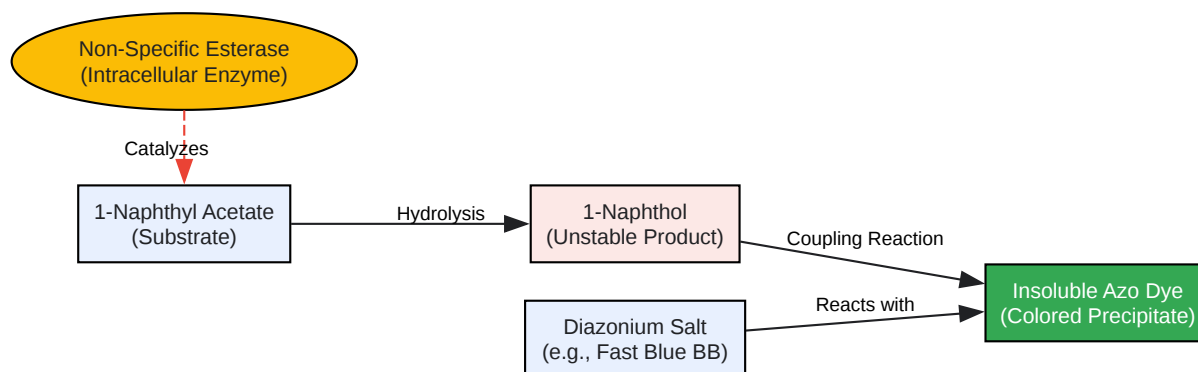 Non-Specific Esterase
(Intracellular Enzyme)
Catalyzes
1-Naphthyl Acetate
(Substrate)
Hydrolysis
1-Naphthol
(Unstable Product)
Coupling Reaction
Diazonium Salt
(e.g., Fast Blue BB)
Reacts with
Insoluble Azo Dye
(Colored Precipitate)